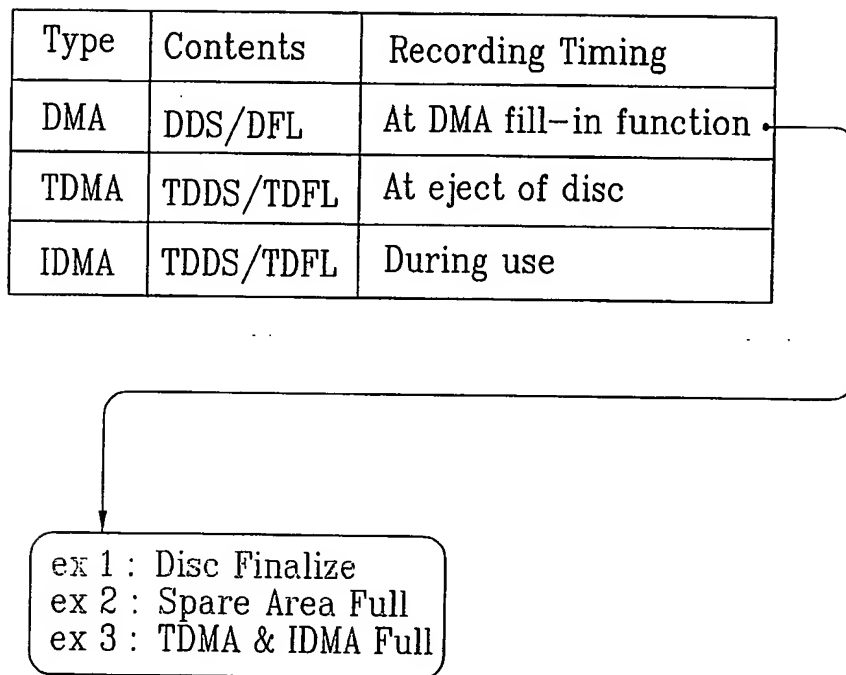 Type Contents Recording Timing
DMA DDS/DFL At DMA fill-in function
TDMA TDDS/TDFL At eject of disc
IDMA TDDS/TDFL During use
ex 1 : Disc Finalize
ex 2 : Spare Area Full
ex 3 : TDMA & IDMA Full